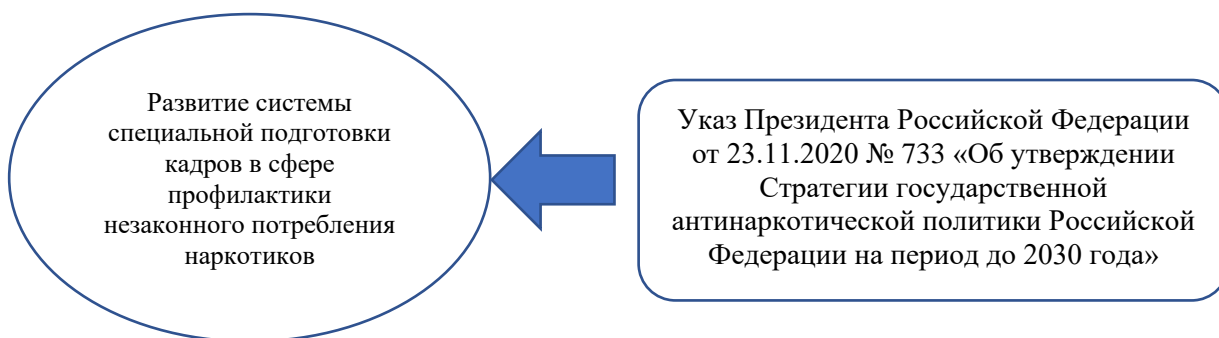 Развитие системы
специальной подготовки
кадров в сфере
профилактики
незаконного потребления
наркотиков
Указ Президента Российской Федерации
от 23.11.2020 № 733 «Об утверждении
Стратегии государственной
антинаркотической политики Российской
Федерации на период до 2030 года»